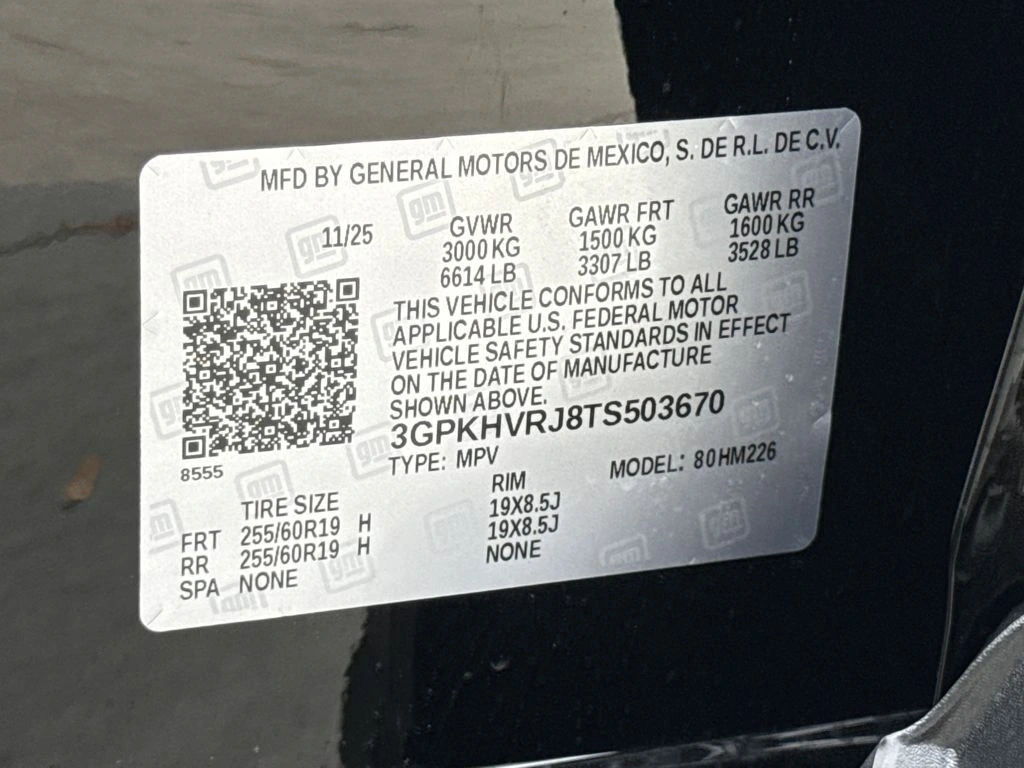 MFD BY GENERAL MOTORS DE MEXICO, S. DE R.L. DE C.V.
11/25 GVWR GAWR FRT GAWR RR
3000 KG 1500 KG 1600 KG
6614 LB 3307 LB 3528 LB
THIS VEHICLE CONFORMS TO ALL
APPLICABLE U.S. FEDERAL MOTOR
VEHICLE SAFETY STANDARDS IN EFFECT
ON THE DATE OF MANUFACTURE
SHOWN ABOVE.
3GPKHVRJ8TS503670
8555
TYPE: MPV MODEL: 80HM226
TIRE SIZE RIM
FRT 255/60R19 H 19X8.5J
RR 255/60R19 H 19X8.5J
SPA NONE NONE